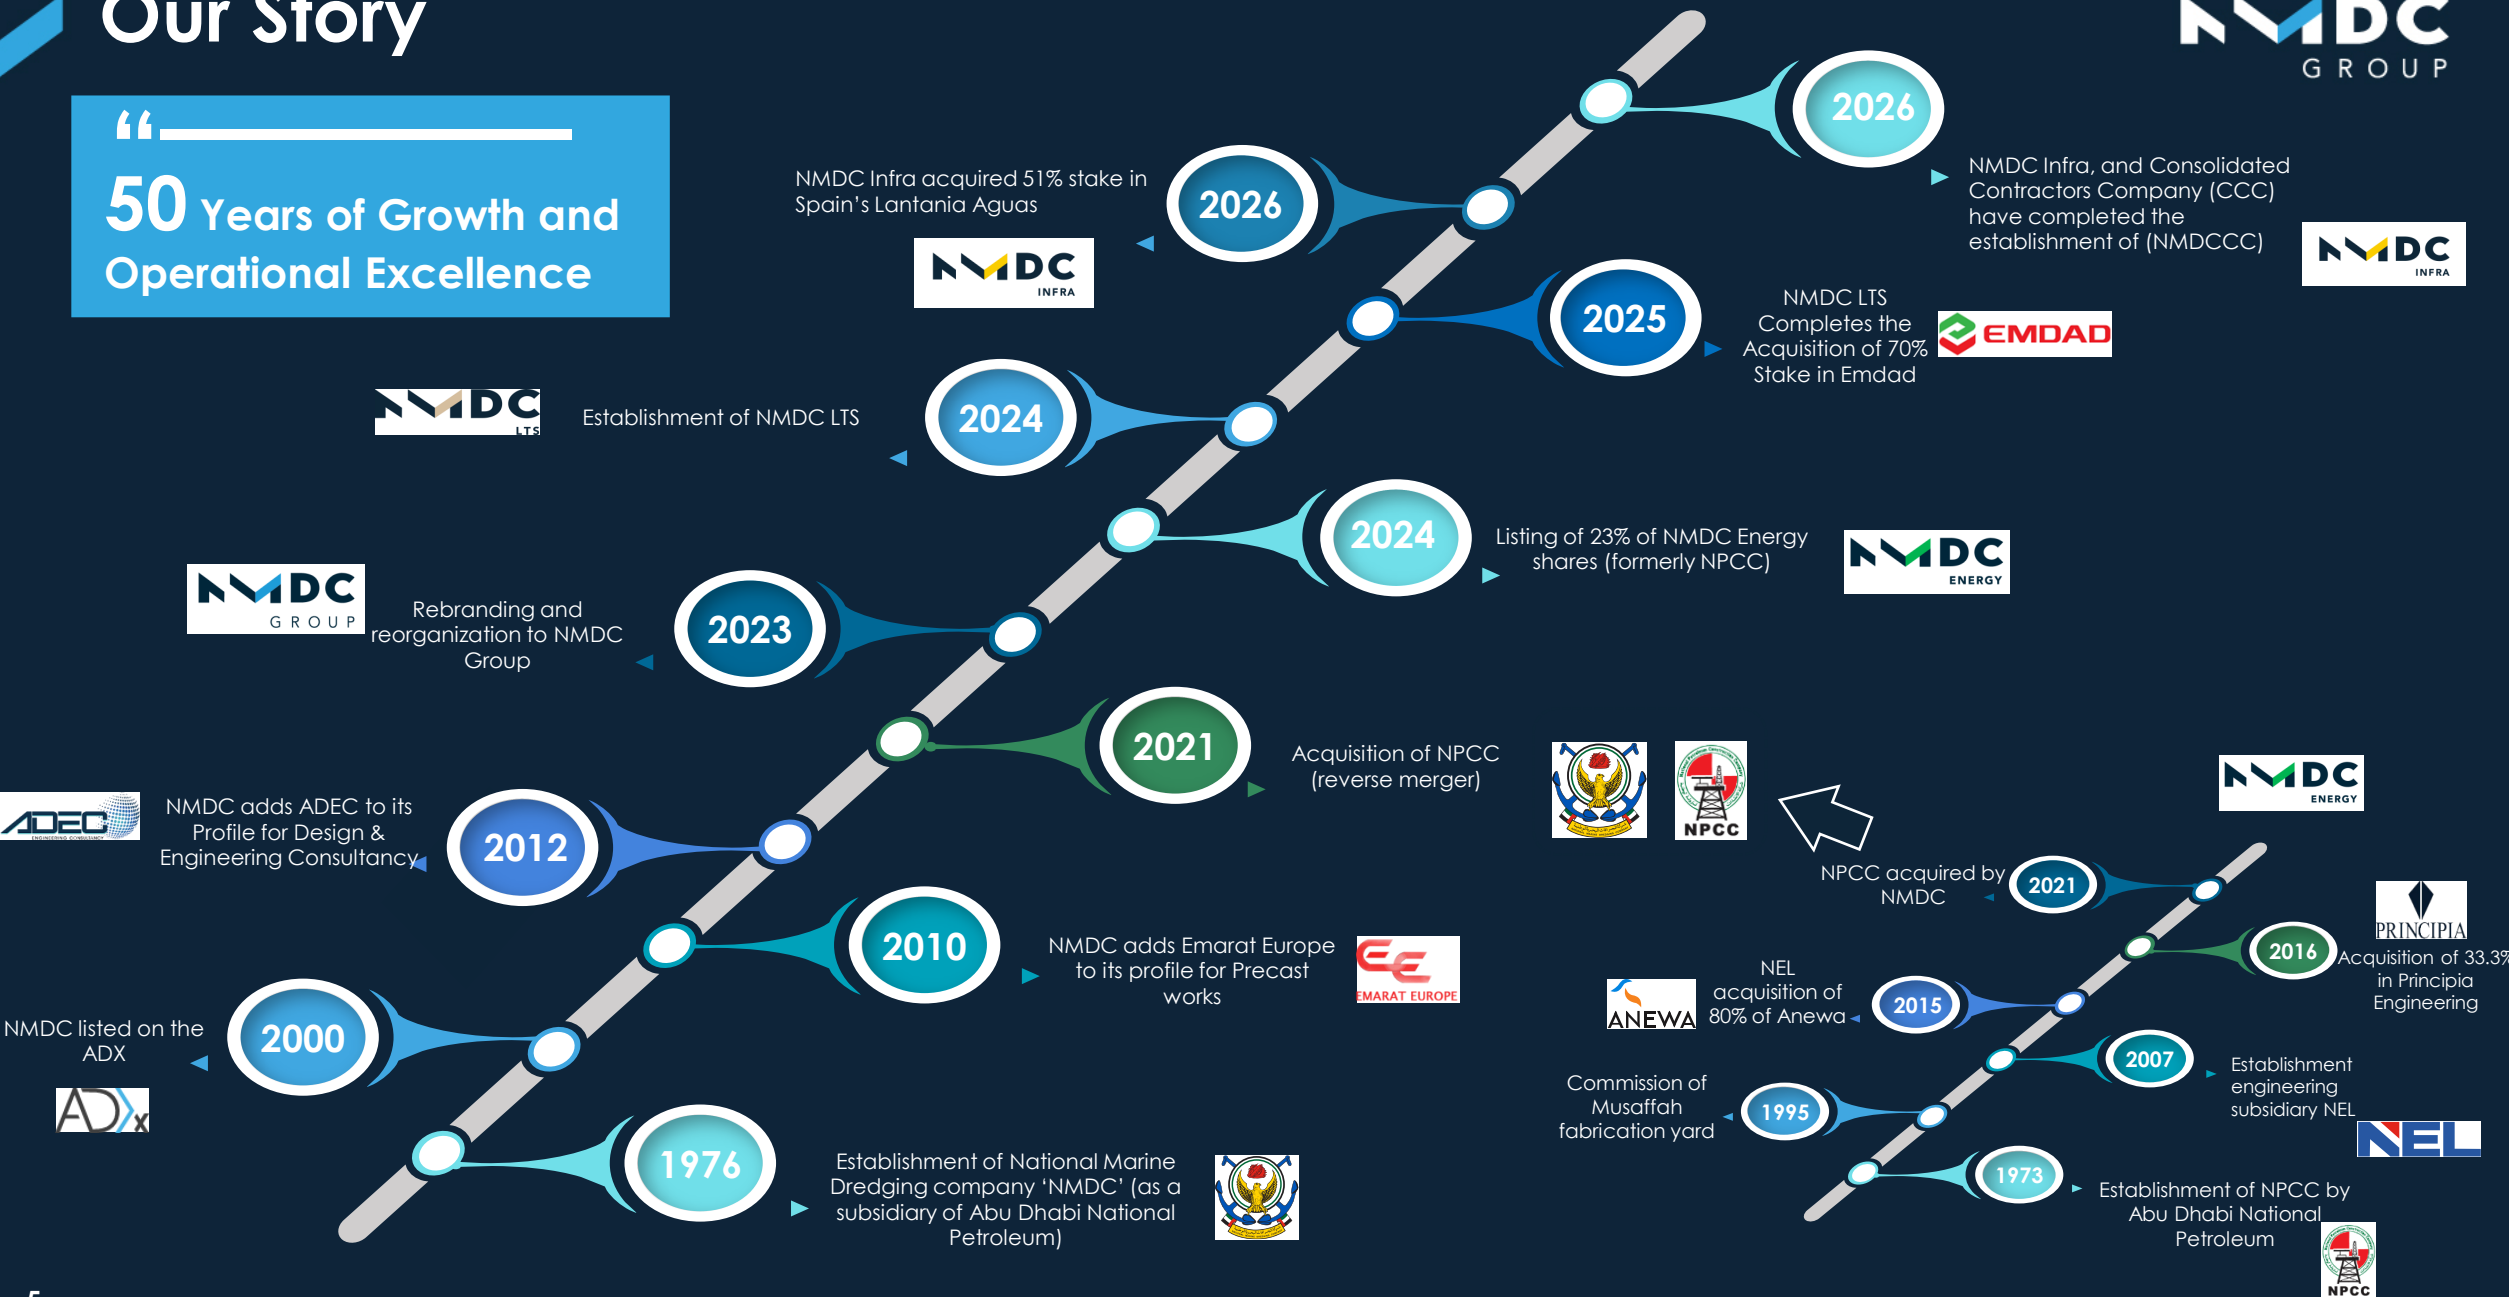 Our Story
NMDC
GROUP
“
50 Years of Growth and
Operational Excellence
2026
NMDC Infra, and Consolidated
Contractors Company (CCC)
have completed the
establishment of (NMDCCC)
NMDC
INFRA
NMDC Infra acquired 51% stake in
Spain’s Lantania Aguas
2026
NMDC
INFRA
2025
NMDC LTS
Completes the
Acquisition of 70%
Stake in Emdad
EMDAD
NMDC
LTS
Establishment of NMDC LTS
2024
2024
Listing of 23% of NMDC Energy
shares (formerly NPCC)
NMDC
ENERGY
NMDC
GROUP
Rebranding and
reorganization to NMDC
Group
2023
2021
Acquisition of NPCC
(reverse merger)
NPCC
ADEC
ENGINEERING CONSULTANCY
NMDC adds ADEC to its
Profile for Design &
Engineering Consultancy
2012
2010
NMDC adds Emarat Europe
to its profile for Precast
works
EMARAT EUROPE
NMDC listed on the
ADX
2000
ADX
1976
Establishment of National Marine
Dredging company ‘NMDC’ (as a
subsidiary of Abu Dhabi National
Petroleum)
NMDC
ENERGY
NPCC acquired by
NMDC
2021
PRINCIPIA
2016
Acquisition of 33.3%
in Principia
Engineering
ANEWA
NEL
acquisition of
80% of Anewa
2015
2007
Establishment
engineering
subsidiary NEL
NEL
Commission of
Musaffah
fabrication yard
1995
1973
Establishment of NPCC by
Abu Dhabi National
Petroleum
NPCC
5